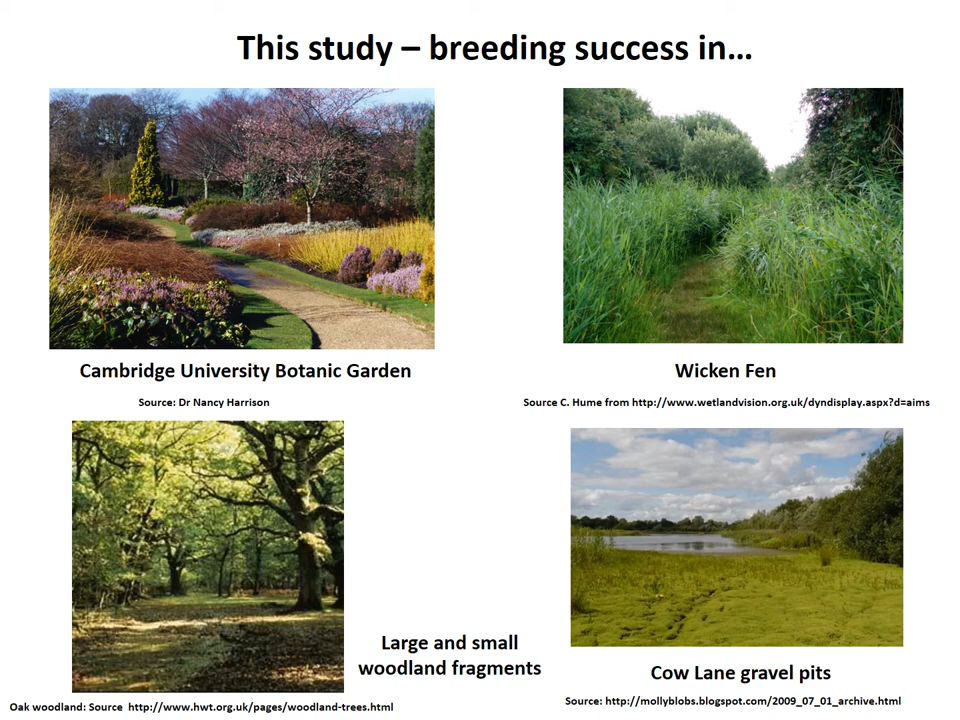 This study – breeding success in…
Cambridge University Botanic Garden
Source: Dr Nancy Harrison
Wicken Fen
Source C. Hume from http://www.wetlandvision.org.uk/dyndisplay.aspx?d=aims
Large and small
woodland fragments
Oak woodland: Source  http://www.hwt.org.uk/pages/woodland-trees.html
Cow Lane gravel pits
Source: http://mollyblobs.blogspot.com/2009_07_01_archive.html